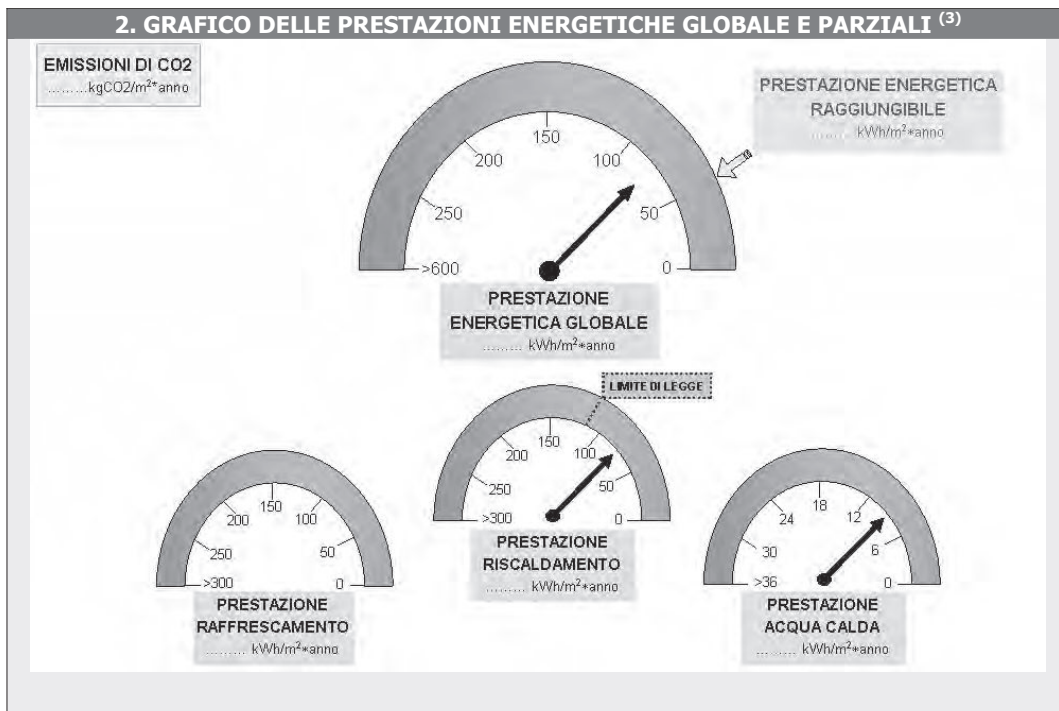 2. GRAFICO DELLE PRESTAZIONI ENERGETICHE GLOBALE E PARZIALI (3)
EMISSIONI DI CO2
.........kgCO2/m²*anno
PRESTAZIONE ENERGETICA
RAGGIUNGIBILE
......... kWh/m²*anno
150
200
100
250
50
>600
0
PRESTAZIONE
ENERGETICA GLOBALE
......... kWh/m²*anno
LIMITE DI LEGGE
150
200
100
250
50
>300
0
PRESTAZIONE
RISCALDAMENTO
......... kWh/m²*anno
150
200
100
250
50
>300
0
PRESTAZIONE
RAFFRESCAMENTO
......... kWh/m²*anno
18
24
12
30
6
>36
0
PRESTAZIONE
ACQUA CALDA
......... kWh/m²*anno